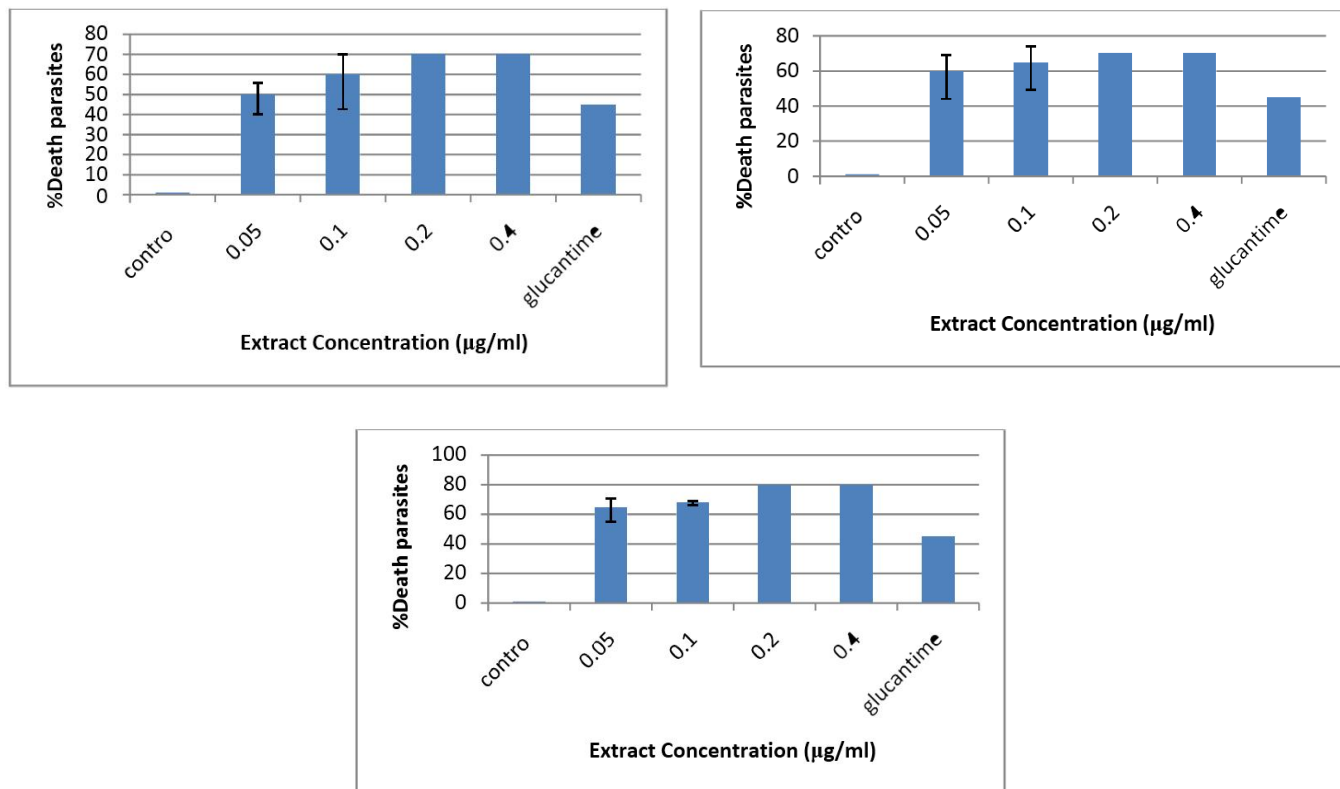 %Death parasites
80
70
60
50
40
30
20
10
0
contro
0.05
0.1
0.2
0.4
glucantime
Extract Concentration (µg/ml)
%Death parasites
80
60
40
20
0
contro
0.05
0.1
0.2
0.4
glucantime
Extract Concentration (µg/ml)
%Death parasites
100
80
60
40
20
0
contro
0.05
0.1
0.2
0.4
glucantime
Extract Concentration (µg/ml)